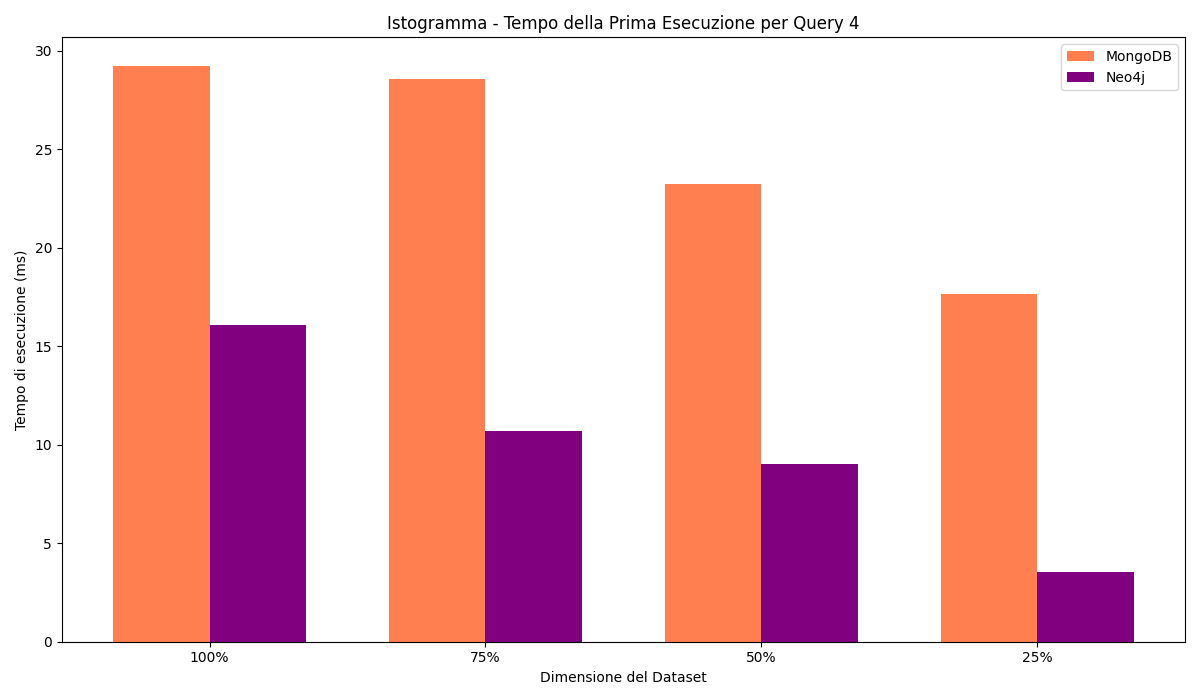 Istogramma - Tempo della Prima Esecuzione per Query 4
MongoDB
Neo4j
Tempo di esecuzione (ms)
30
25
20
15
10
5
0
100%
75%
50%
25%
Dimensione del Dataset